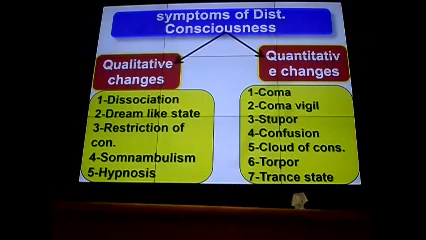 symptoms of Dist.
Consciousness
Qualitative
changes
1-Dissociation
2-Dream like state
3-Restriction of
con.
4-Somnambulism
5-Hypnosis
Quantitativ
e changes
1-Coma
2-Coma vigil
3-Stupor
4-Confusion
5-Cloud of cons.
6-Torpor
7-Trance state